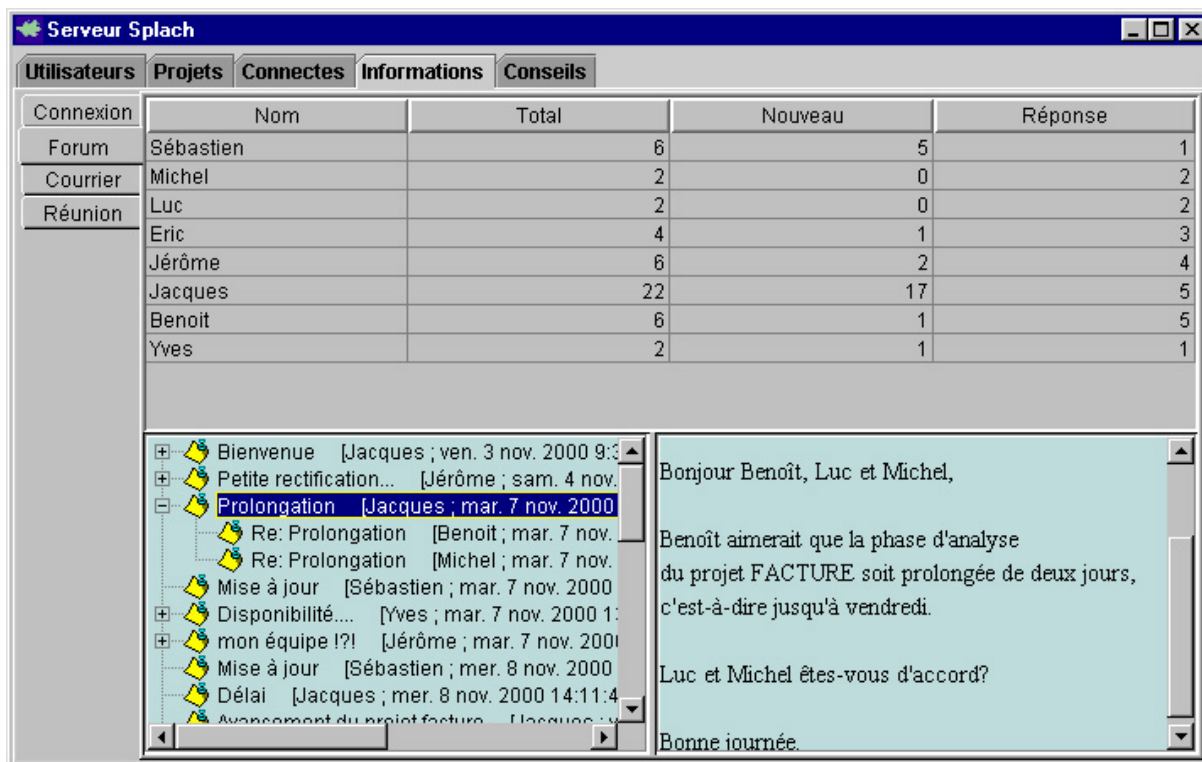 Serveur Splach
Utilisateurs Projets Connectes Informations Conseils
Connexion
Forum
Courrier
Réunion
Nom Total Nouveau Réponse
Sébastien 6 5 1
Michel 2 0 2
Luc 2 0 2
Eric 4 1 3
Jérôme 6 2 4
Jacques 22 17 5
Benoit 6 1 5
Yves 2 1 1
Bienvenue [Jacques ; ven. 3 nov. 2000 9:3
Petite rectification... [Jérôme ; sam. 4 nov.
Prolongation [Jacques ; mar. 7 nov. 2000
Re: Prolongation [Benoit ; mar. 7 nov.
Re: Prolongation [Michel ; mar. 7 nov.
Mise à jour [Sébastien ; mar. 7 nov. 2000
Disponibilité.... [Yves ; mar. 7 nov. 2000 1
mon équipe !?! [Jérôme ; mar. 7 nov. 200
Mise à jour [Sébastien ; mer. 8 nov. 2000
Délai [Jacques ; mer. 8 nov. 2000 14:11:4
Avancement du projet facture [Jacques ; v
Bonjour Benoît, Luc et Michel,
Benoît aimerait que la phase d'analyse
du projet FACTURE soit prolongée de deux jours,
c'est-à-dire jusqu'à vendredi.
Luc et Michel êtes-vous d'accord?
Bonne journée.